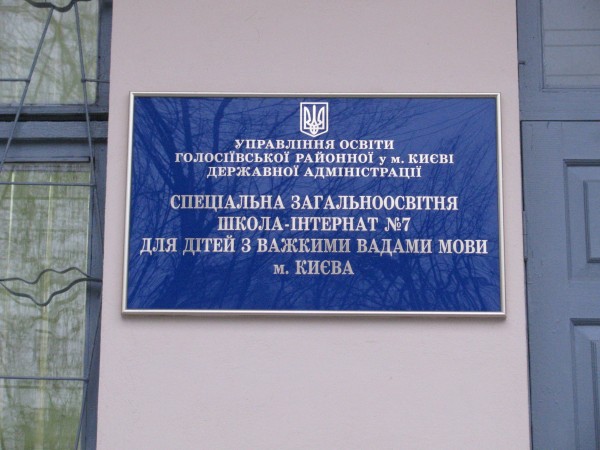 УПРАВЛІННЯ ОСВІТИ
ГОЛОСІЇВСЬКОЇ РАЙОННОЇ у м. КИЄВІ
ДЕРЖАВНОЇ АДМІНІСТРАЦІЇ
СПЕЦІАЛЬНА ЗАГАЛЬНООСВІТНЯ
ШКОЛА-ІНТЕРНАТ №7
ДЛЯ ДІТЕЙ З ВАЖКИМИ ВАДАМИ МОВИ
м. КИЄВА